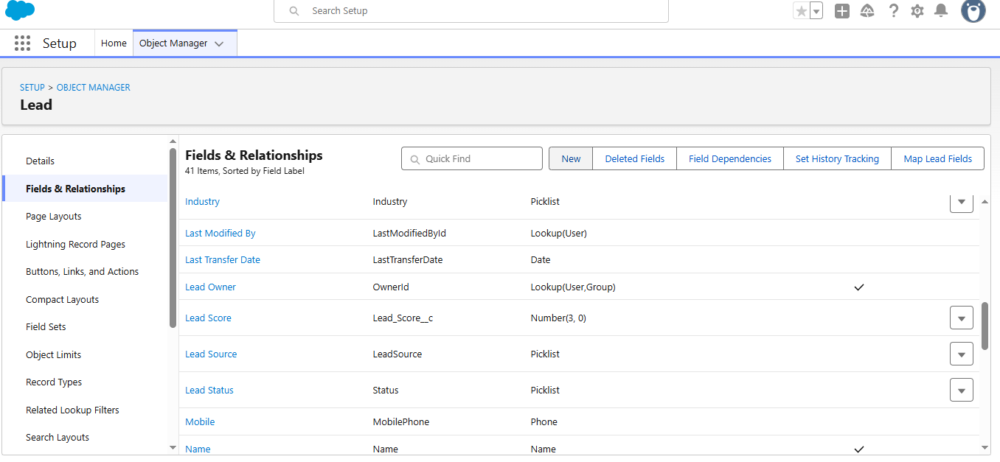 Search Setup
Setup
Home
Object Manager
SETUP > OBJECT MANAGER
Lead
Details
Fields & Relationships
Page Layouts
Lightning Record Pages
Buttons, Links, and Actions
Compact Layouts
Field Sets
Object Limits
Record Types
Related Lookup Filters
Search Layouts
Fields & Relationships
41 Items, Sorted by Field Label
Quick Find
New
Deleted Fields
Field Dependencies
Set History Tracking
Map Lead Fields
Industry Industry Picklist
Last Modified By LastModifiedById Lookup(User)
Last Transfer Date LastTransferDate Date
Lead Owner OwnerId Lookup(User,Group)
Lead Score Lead_Score__c Number(3, 0)
Lead Source LeadSource Picklist
Lead Status Status Picklist
Mobile MobilePhone Phone
Name Name Name